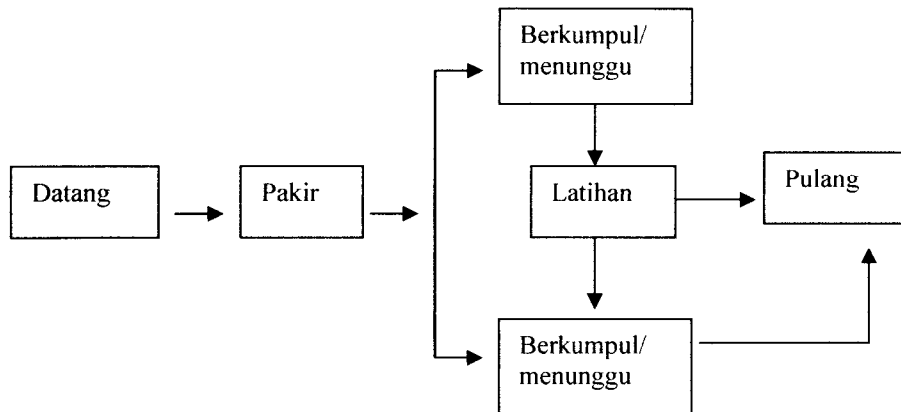 Berkumpul/
menunggu
Datang
Pakir
Latihan
Pulang
Berkumpul/
menunggu